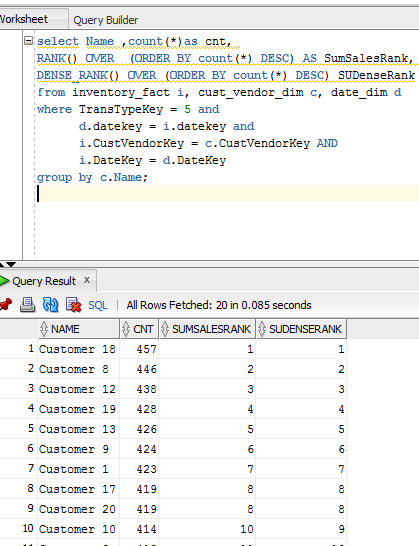 Worksheet Query Builder
select Name ,count(*)as cnt,
RANK() OVER (ORDER BY count(*) DESC) AS SumSalesRank,
DENSE_RANK() OVER (ORDER BY count(*) DESC) SUDenseRank
from inventory_fact i, cust_vendor_dim c, date_dim d
where TransTypeKey = 5 and
d.datekey = i.datekey and
i.CustVendorKey = c.CustVendorKey AND
i.DateKey = d.DateKey
group by c.Name;
Query Result x
SQL | All Rows Fetched: 20 in 0.085 seconds
NAME CNT SUMSALESRANK SUDENSERANK
1 Customer 18 457 1 1
2 Customer 8 446 2 2
3 Customer 12 438 3 3
4 Customer 19 428 4 4
5 Customer 13 426 5 5
6 Customer 9 424 6 6
7 Customer 1 423 7 7
8 Customer 17 419 8 8
9 Customer 20 419 8 8
10 Customer 10 414 10 9